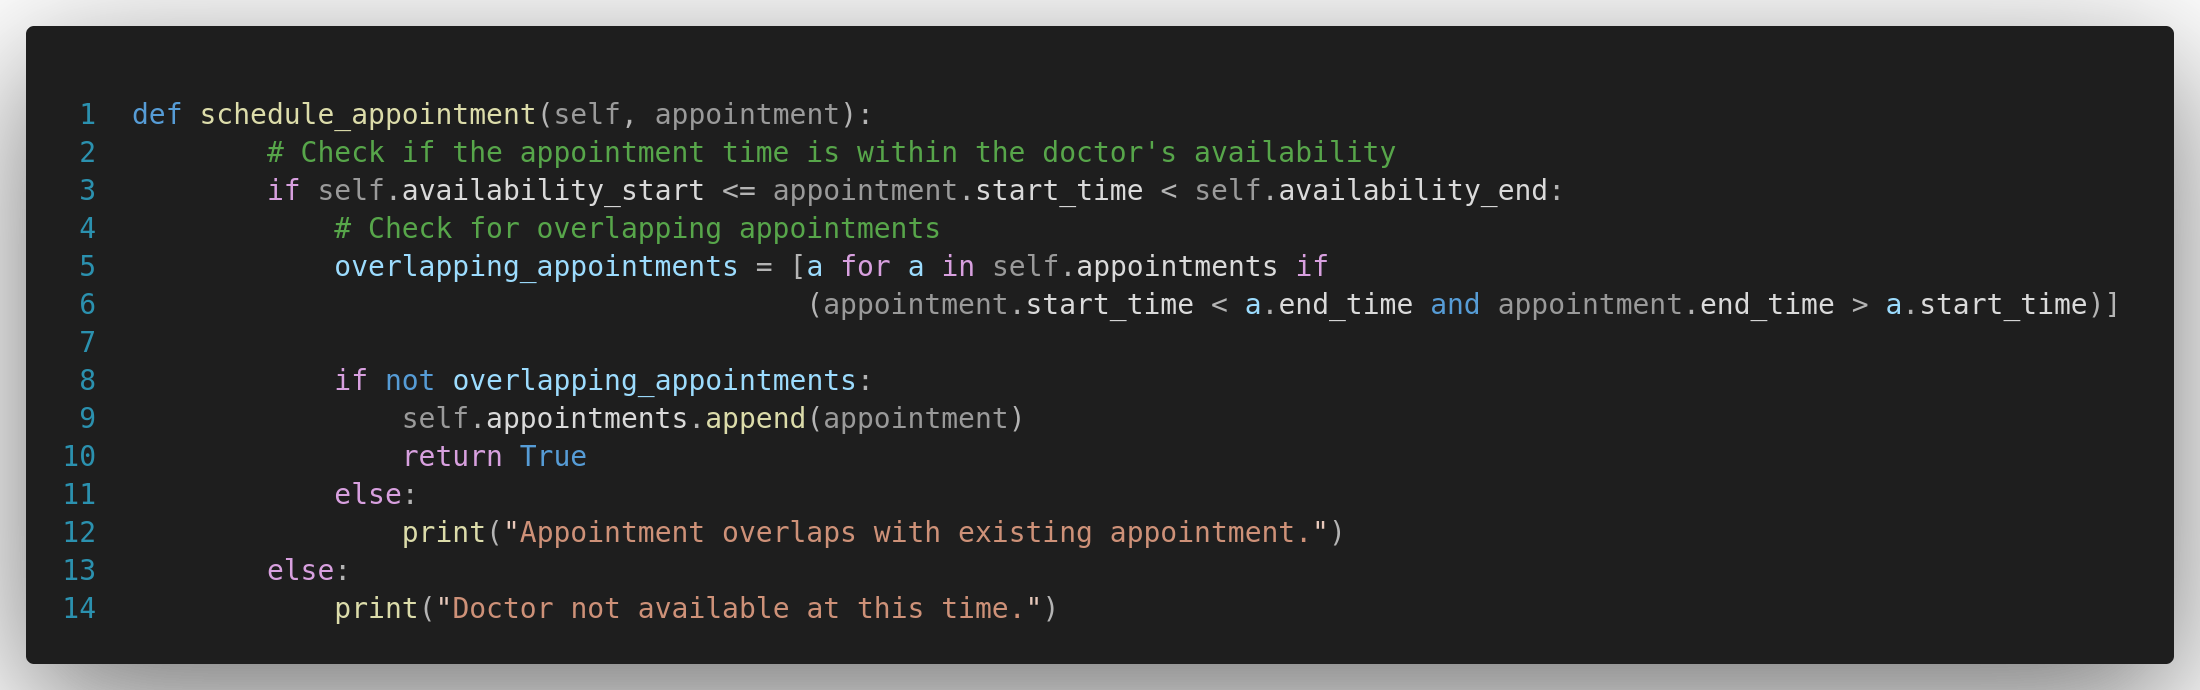 1 def schedule_appointment(self, appointment):
2         # Check if the appointment time is within the doctor's availability
3         if self.availability_start <= appointment.start_time < self.availability_end:
4             # Check for overlapping appointments
5             overlapping_appointments = [a for a in self.appointments if
6                                         (appointment.start_time < a.end_time and appointment.end_time > a.start_time)]
7
8             if not overlapping_appointments:
9                 self.appointments.append(appointment)
10                 return True
11             else:
12                 print("Appointment overlaps with existing appointment.")
13         else:
14             print("Doctor not available at this time.")